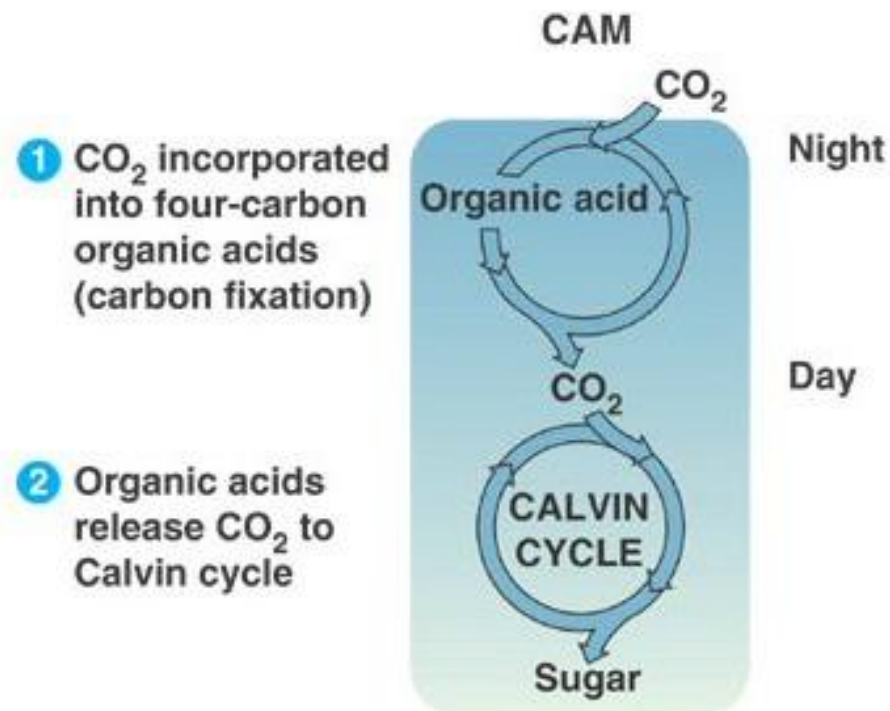 CAM
CO₂
Night
1 CO₂ incorporated
into four-carbon
organic acids
(carbon fixation)
Organic acid
CO₂
Day
2 Organic acids
release CO₂ to
Calvin cycle
CALVIN
CYCLE
Sugar